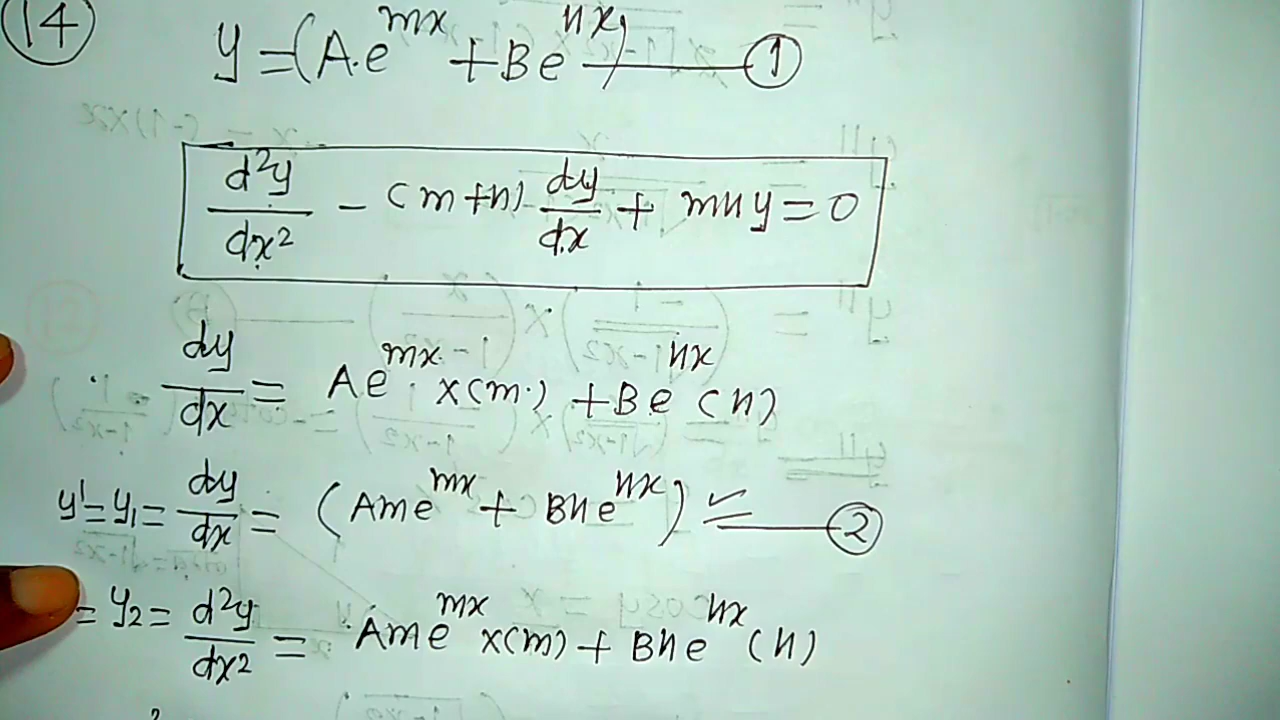 14
y = (A.e^{mx} + Be^{nx}) — 1
d²y/dx² - (m+n) dy/dx + mny = 0
dy/dx = Ae^{mx} x(m.) + Be^{nx} (n)
y' = y₁ = dy/dx = (Ame^{mx} + Bne^{nx}) — 2
= y₂ = d²y/dx² = Ame^{mx} x(m) + Bne^{nx} (n)